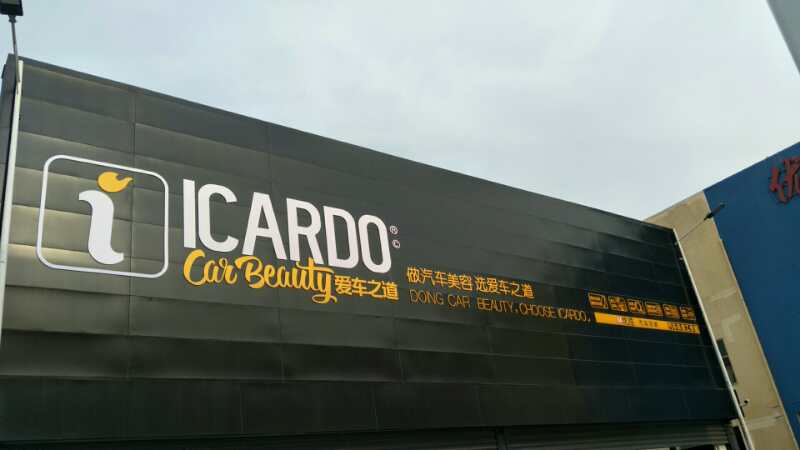 i
ICARDO®
©
Car Beauty 爱车之道
做汽车美容 选爱车之道
DOING CAR BEAUTY, CHOOSE ICARDO.